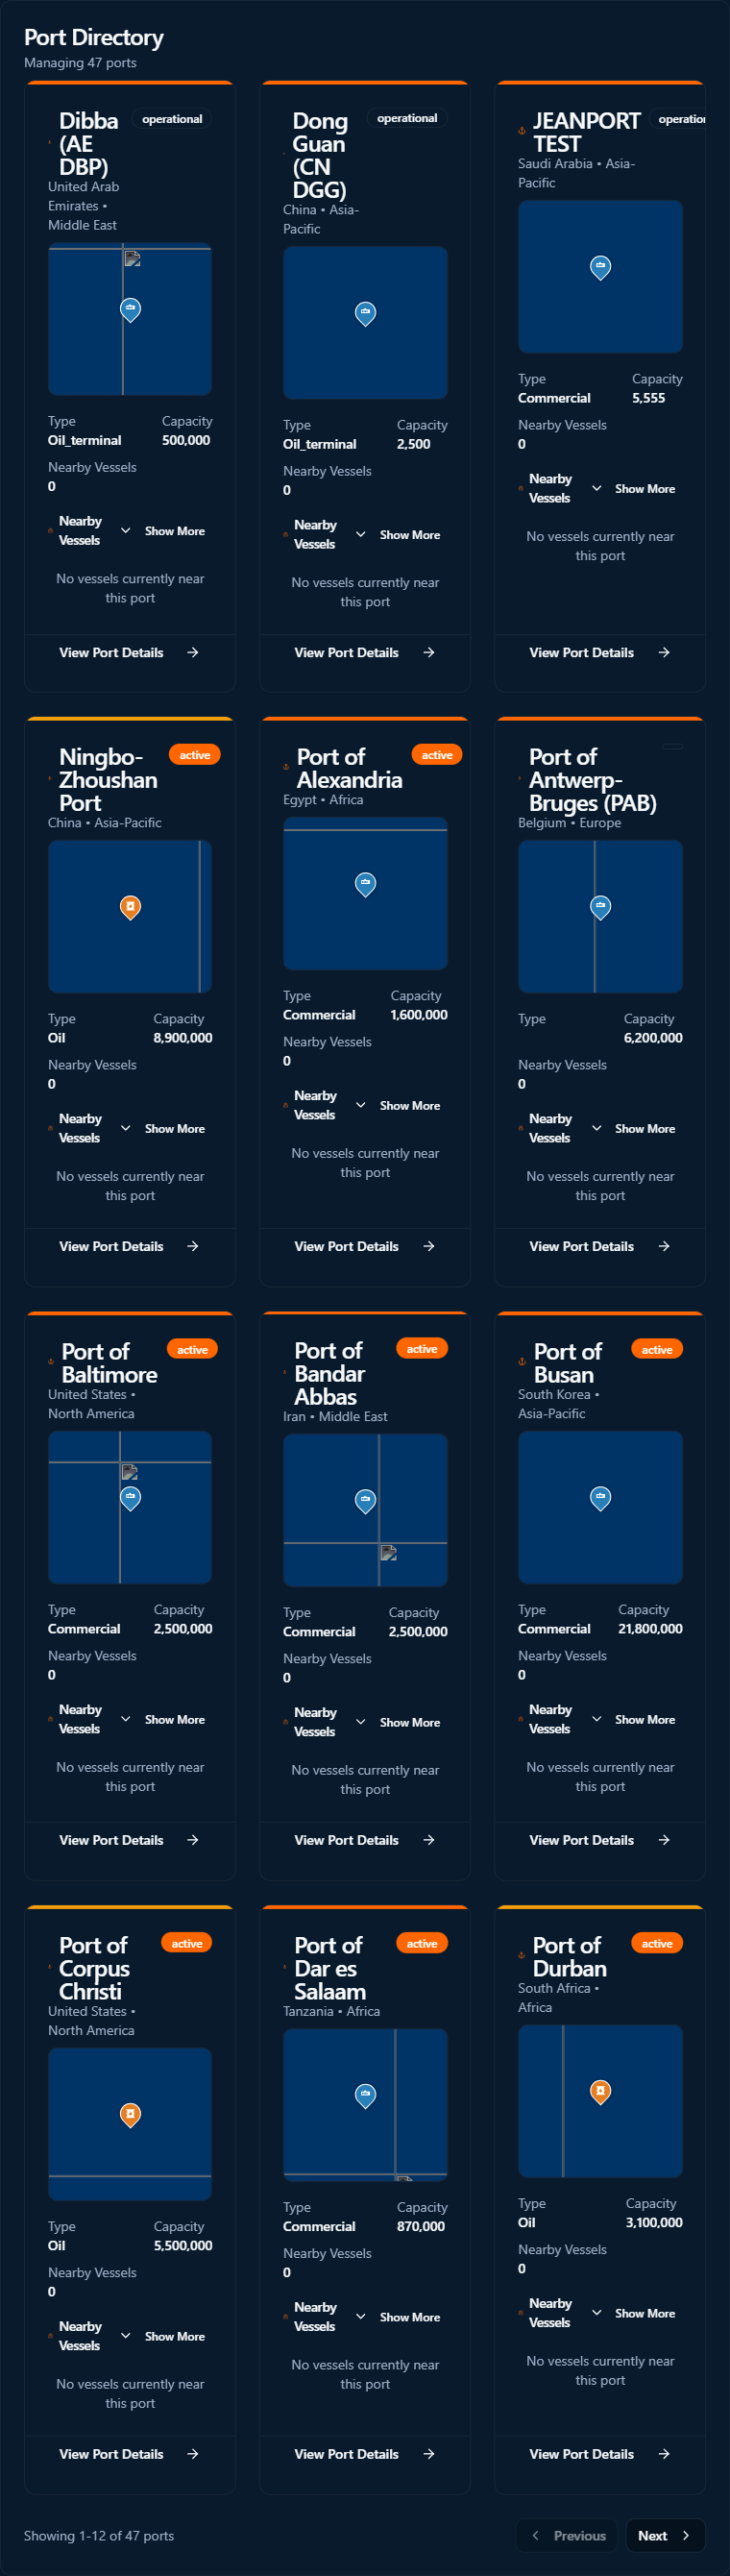 Port Directory
Managing 47 ports
Dibba
(AE
DBP)
operational
United Arab
Emirates •
Middle East
Type
Capacity
Oil_terminal
500,000
Nearby Vessels
0
Nearby
Vessels
Show More
No vessels currently near
this port
View Port Details
Dong
Guan
(CN
DGG)
operational
China • Asia-
Pacific
Type
Capacity
Oil_terminal
2,500
Nearby Vessels
0
Nearby
Vessels
Show More
No vessels currently near
this port
View Port Details
JEANPORT
TEST
operation
Saudi Arabia • Asia-
Pacific
Type
Capacity
Commercial
5,555
Nearby Vessels
0
Nearby
Vessels
Show More
No vessels currently near
this port
View Port Details
Ningbo-
Zhoushan
Port
active
China • Asia-Pacific
Type
Capacity
Oil
8,900,000
Nearby Vessels
0
Nearby
Vessels
Show More
No vessels currently near
this port
View Port Details
Port of
Alexandria
active
Egypt • Africa
Type
Capacity
Commercial
1,600,000
Nearby Vessels
0
Nearby
Vessels
Show More
No vessels currently near
this port
View Port Details
Port of
Antwerp-
Bruges (PAB)
Belgium • Europe
Type
Capacity
6,200,000
Nearby Vessels
0
Nearby
Vessels
Show More
No vessels currently near
this port
View Port Details
Port of
Baltimore
active
United States •
North America
Type
Capacity
Commercial
2,500,000
Nearby Vessels
0
Nearby
Vessels
Show More
No vessels currently near
this port
View Port Details
Port of
Bandar
Abbas
active
Iran • Middle East
Type
Capacity
Commercial
2,500,000
Nearby Vessels
0
Nearby
Vessels
Show More
No vessels currently near
this port
View Port Details
Port of
Busan
active
South Korea •
Asia-Pacific
Type
Capacity
Commercial
21,800,000
Nearby Vessels
0
Nearby
Vessels
Show More
No vessels currently near
this port
View Port Details
Port of
Corpus
Christi
active
United States •
North America
Type
Capacity
Oil
5,500,000
Nearby Vessels
0
Nearby
Vessels
Show More
No vessels currently near
this port
View Port Details
Port of
Dar es
Salaam
active
Tanzania • Africa
Type
Capacity
Commercial
870,000
Nearby Vessels
0
Nearby
Vessels
Show More
No vessels currently near
this port
View Port Details
Port of
Durban
active
South Africa •
Africa
Type
Capacity
Oil
3,100,000
Nearby Vessels
0
Nearby
Vessels
Show More
No vessels currently near
this port
View Port Details
Showing 1-12 of 47 ports
Previous
Next